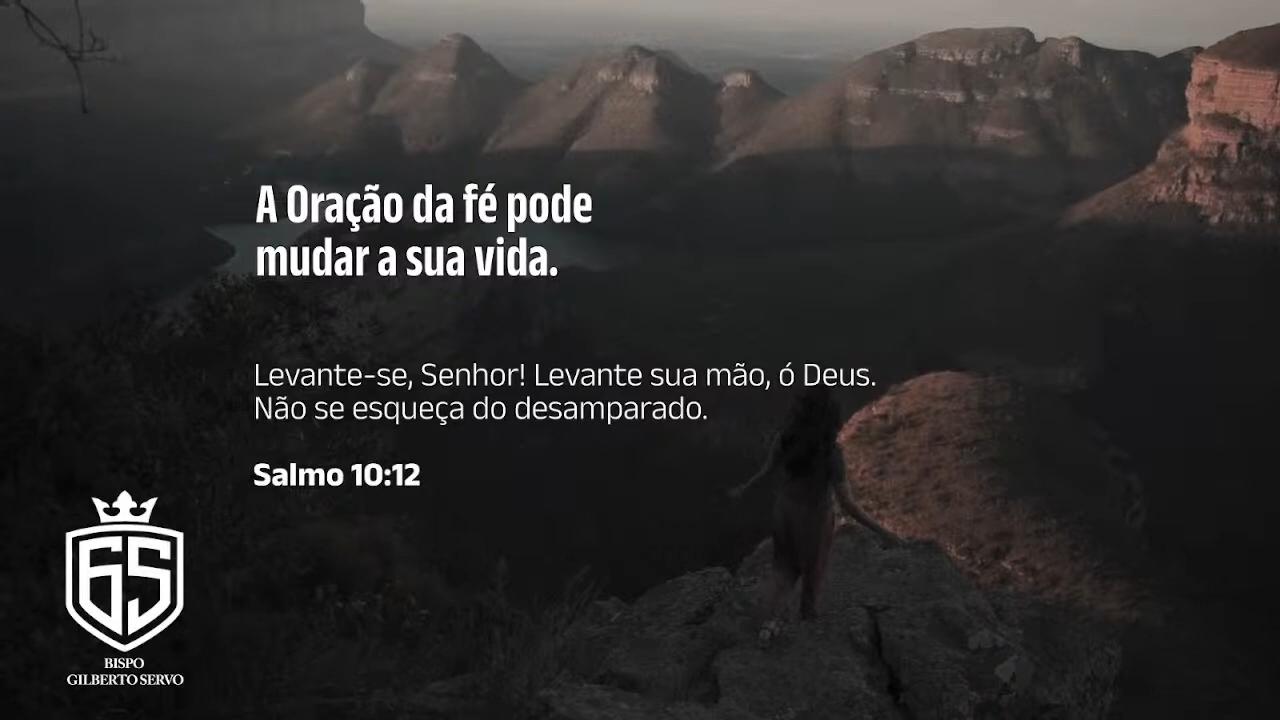 A Oração da fé pode
mudar a sua vida.
Levante-se, Senhor! Levante sua mão, ó Deus.
Não se esqueça do desamparado.
Salmo 10:12
GS
BISPO
GILBERTO SERVO